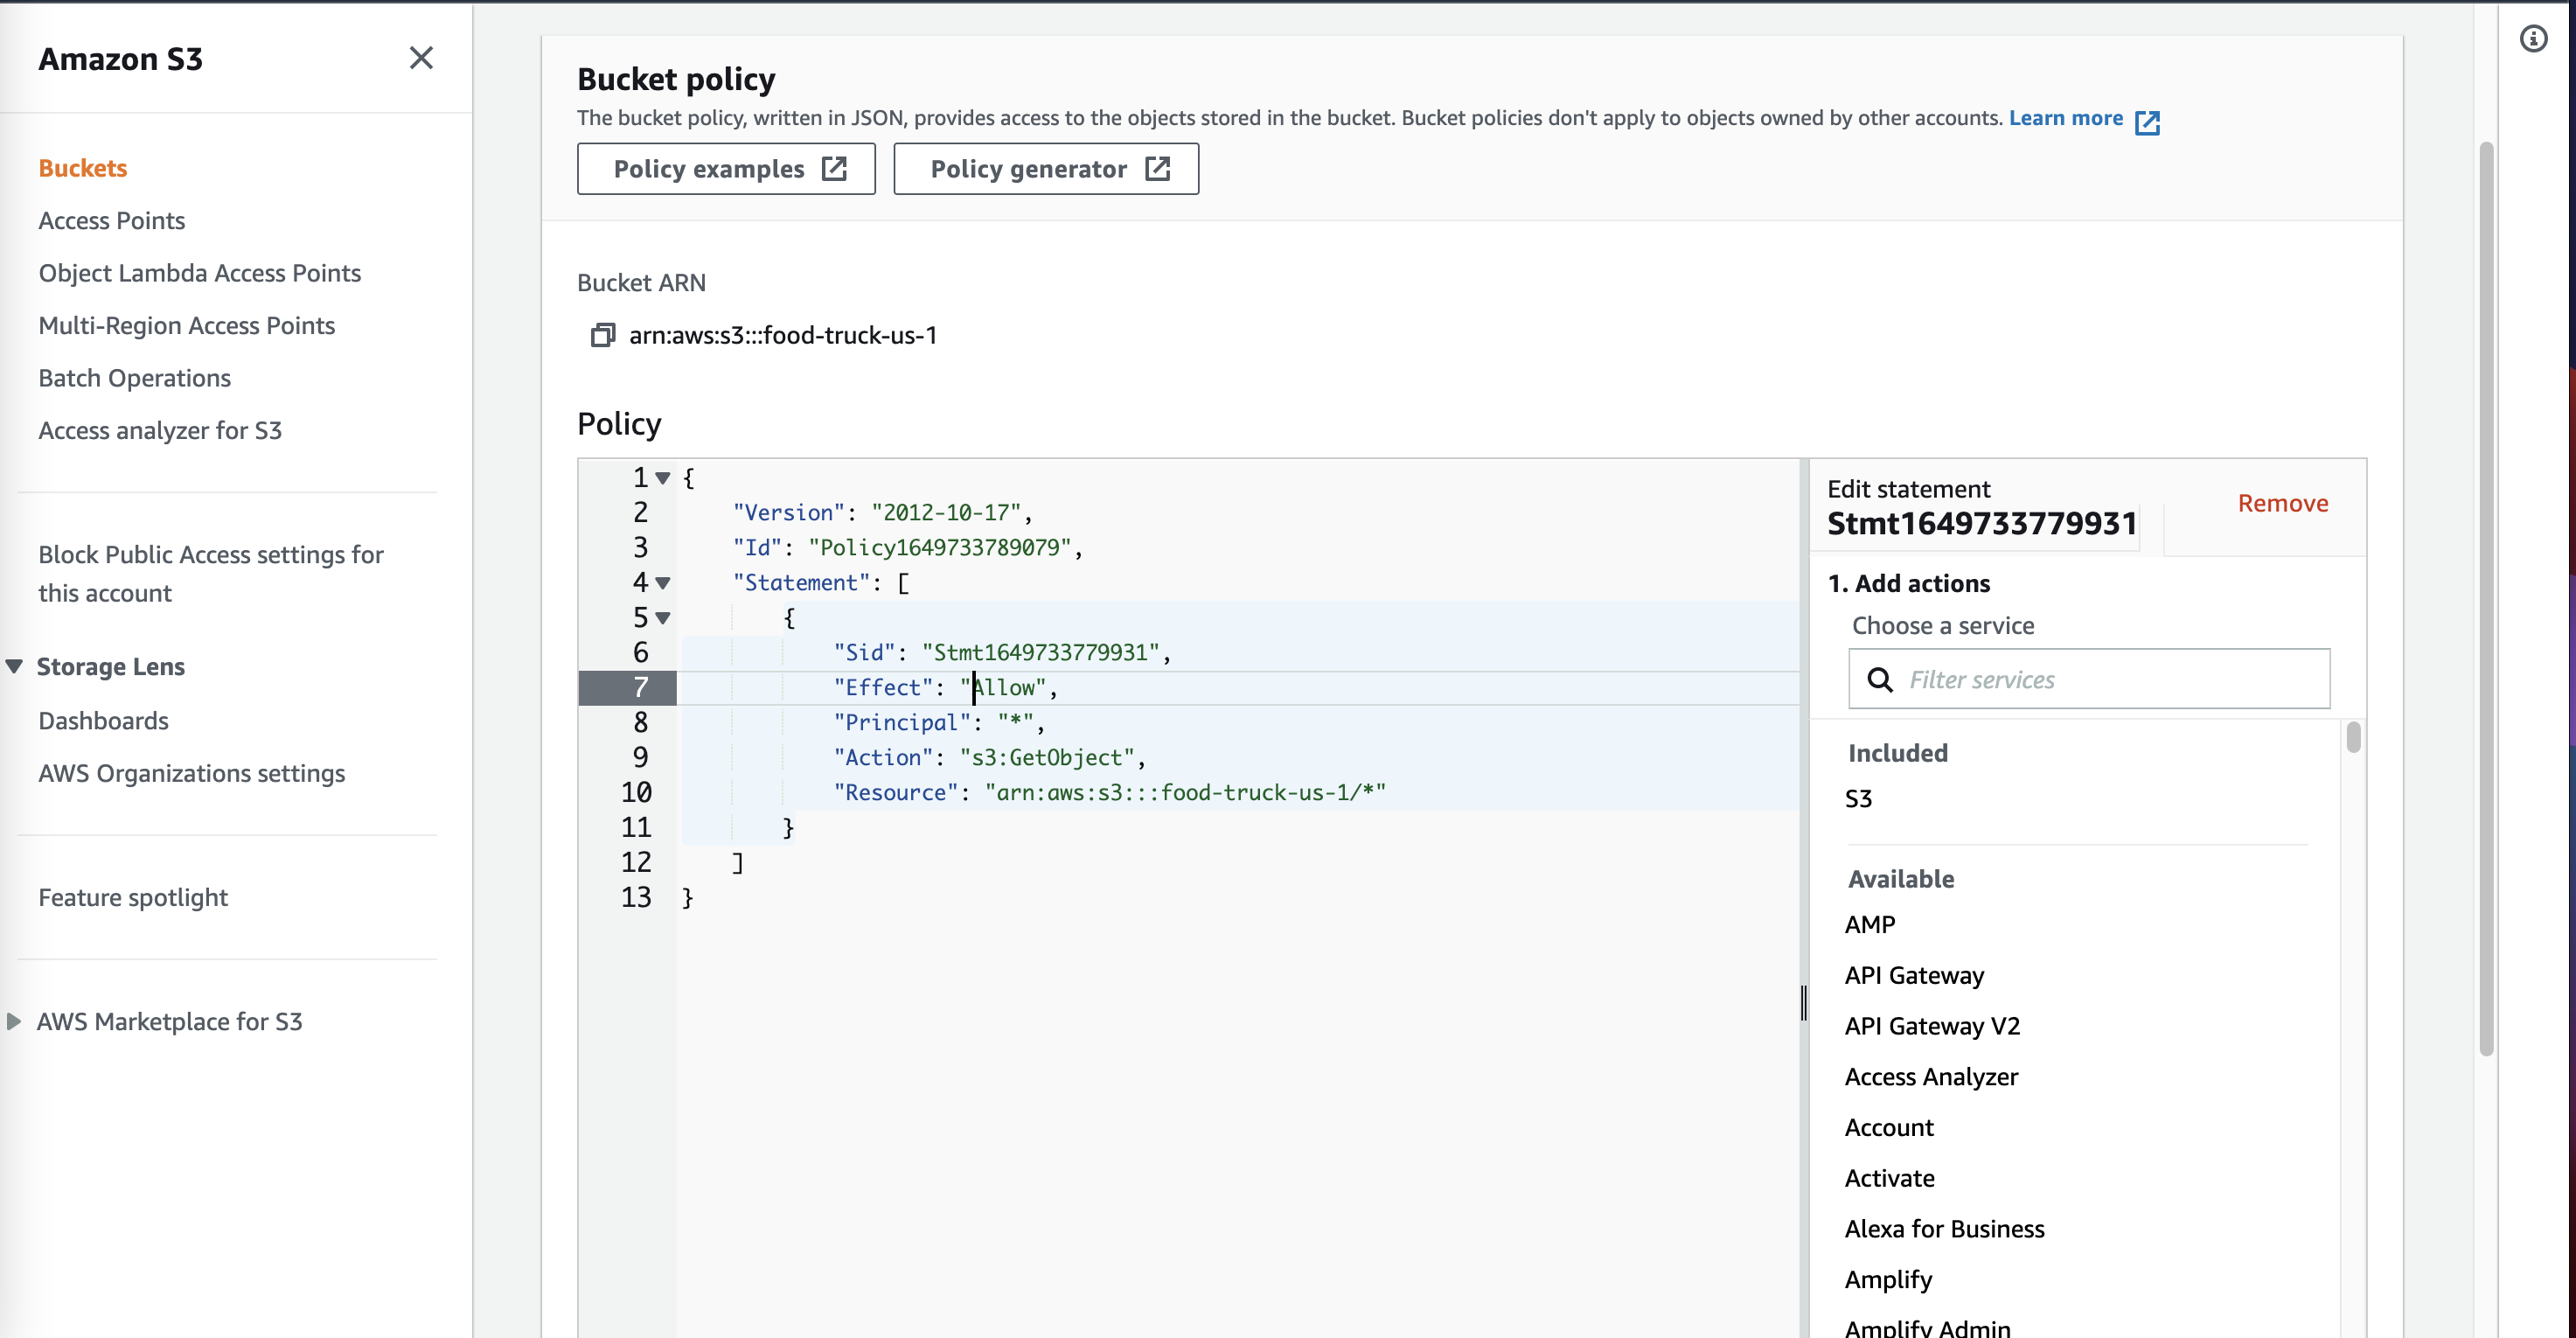 Amazon S3
Buckets
Access Points
Object Lambda Access Points
Multi-Region Access Points
Batch Operations
Access analyzer for S3
Block Public Access settings for
this account
Storage Lens
Dashboards
AWS Organizations settings
Feature spotlight
AWS Marketplace for S3
Bucket policy
The bucket policy, written in JSON, provides access to the objects stored in the bucket. Bucket policies don't apply to objects owned by other accounts. Learn more
Policy examples
Policy generator
Bucket ARN
arn:aws:s3:::food-truck-us-1
Policy
1 {
2 "Version": "2012-10-17",
3 "Id": "Policy1649733789079",
4 "Statement": [
5 {
6 "Sid": "Stmt1649733779931",
7 "Effect": "Allow",
8 "Principal": "*",
9 "Action": "s3:GetObject",
10 "Resource": "arn:aws:s3:::food-truck-us-1/*"
11 }
12 ]
13 }
Edit statement
Stmt1649733779931
Remove
1. Add actions
Choose a service
Filter services
Included
S3
Available
AMP
API Gateway
API Gateway V2
Access Analyzer
Account
Activate
Alexa for Business
Amplify
Amplify Admin